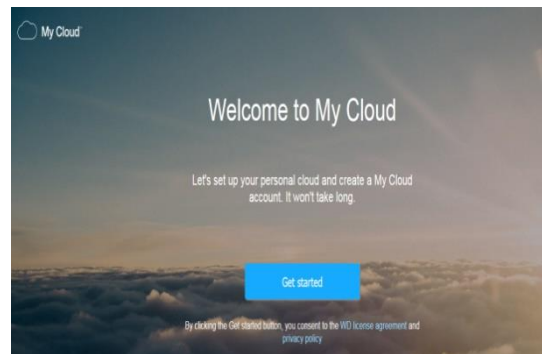 My Cloud™
Welcome to My Cloud
Let's set up your personal cloud and create a My Cloud
account. It won't take long.
Get started
By clicking the Get started button, you consent to the WD license agreement and
privacy policy